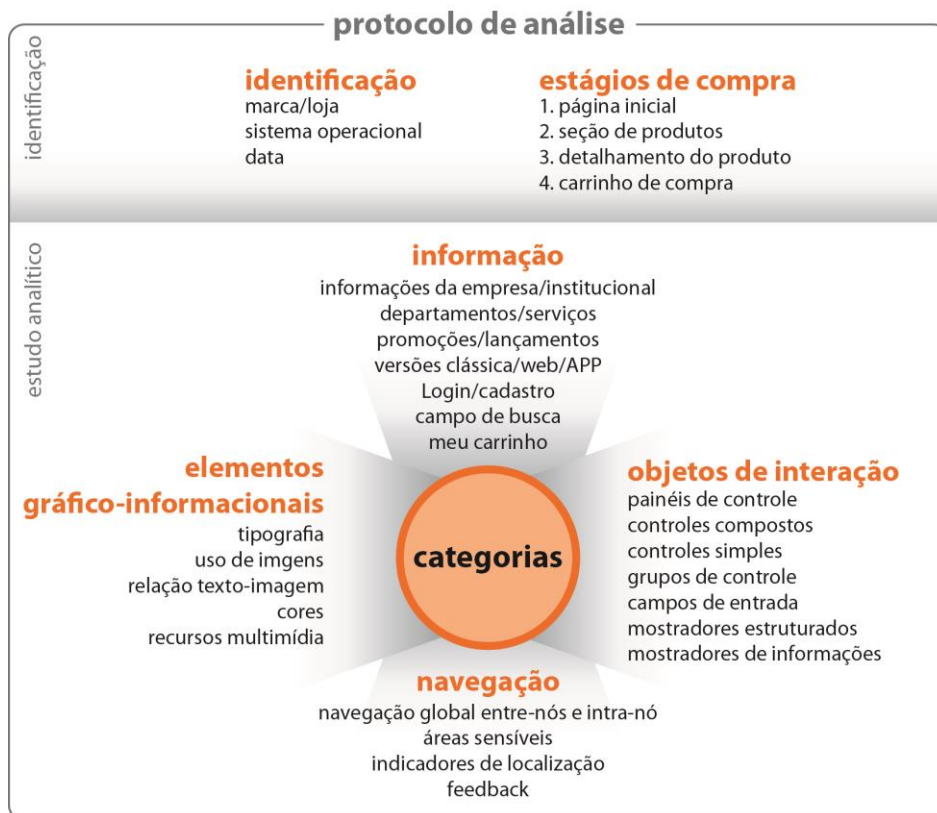 protocolo de análise
identificação
identificação
marca/loja
sistema operacional
data
estágios de compra
1. página inicial
2. seção de produtos
3. detalhamento do produto
4. carrinho de compra
estudo analítico
informação
informações da empresa/institucional
departamentos/serviços
promoções/lançamentos
versões clássica/web/APP
Login/cadastro
campo de busca
meu carrinho
elementos
gráfico-informacionais
tipografia
uso de imgens
relação texto-imagem
cores
recursos multimídia
categorias
objetos de interação
painéis de controle
controles compostos
controles simples
grupos de controle
campos de entrada
mostradores estruturados
mostradores de informações
navegação
navegação global entre-nós e intra-nó
áreas sensíveis
indicadores de localização
feedback